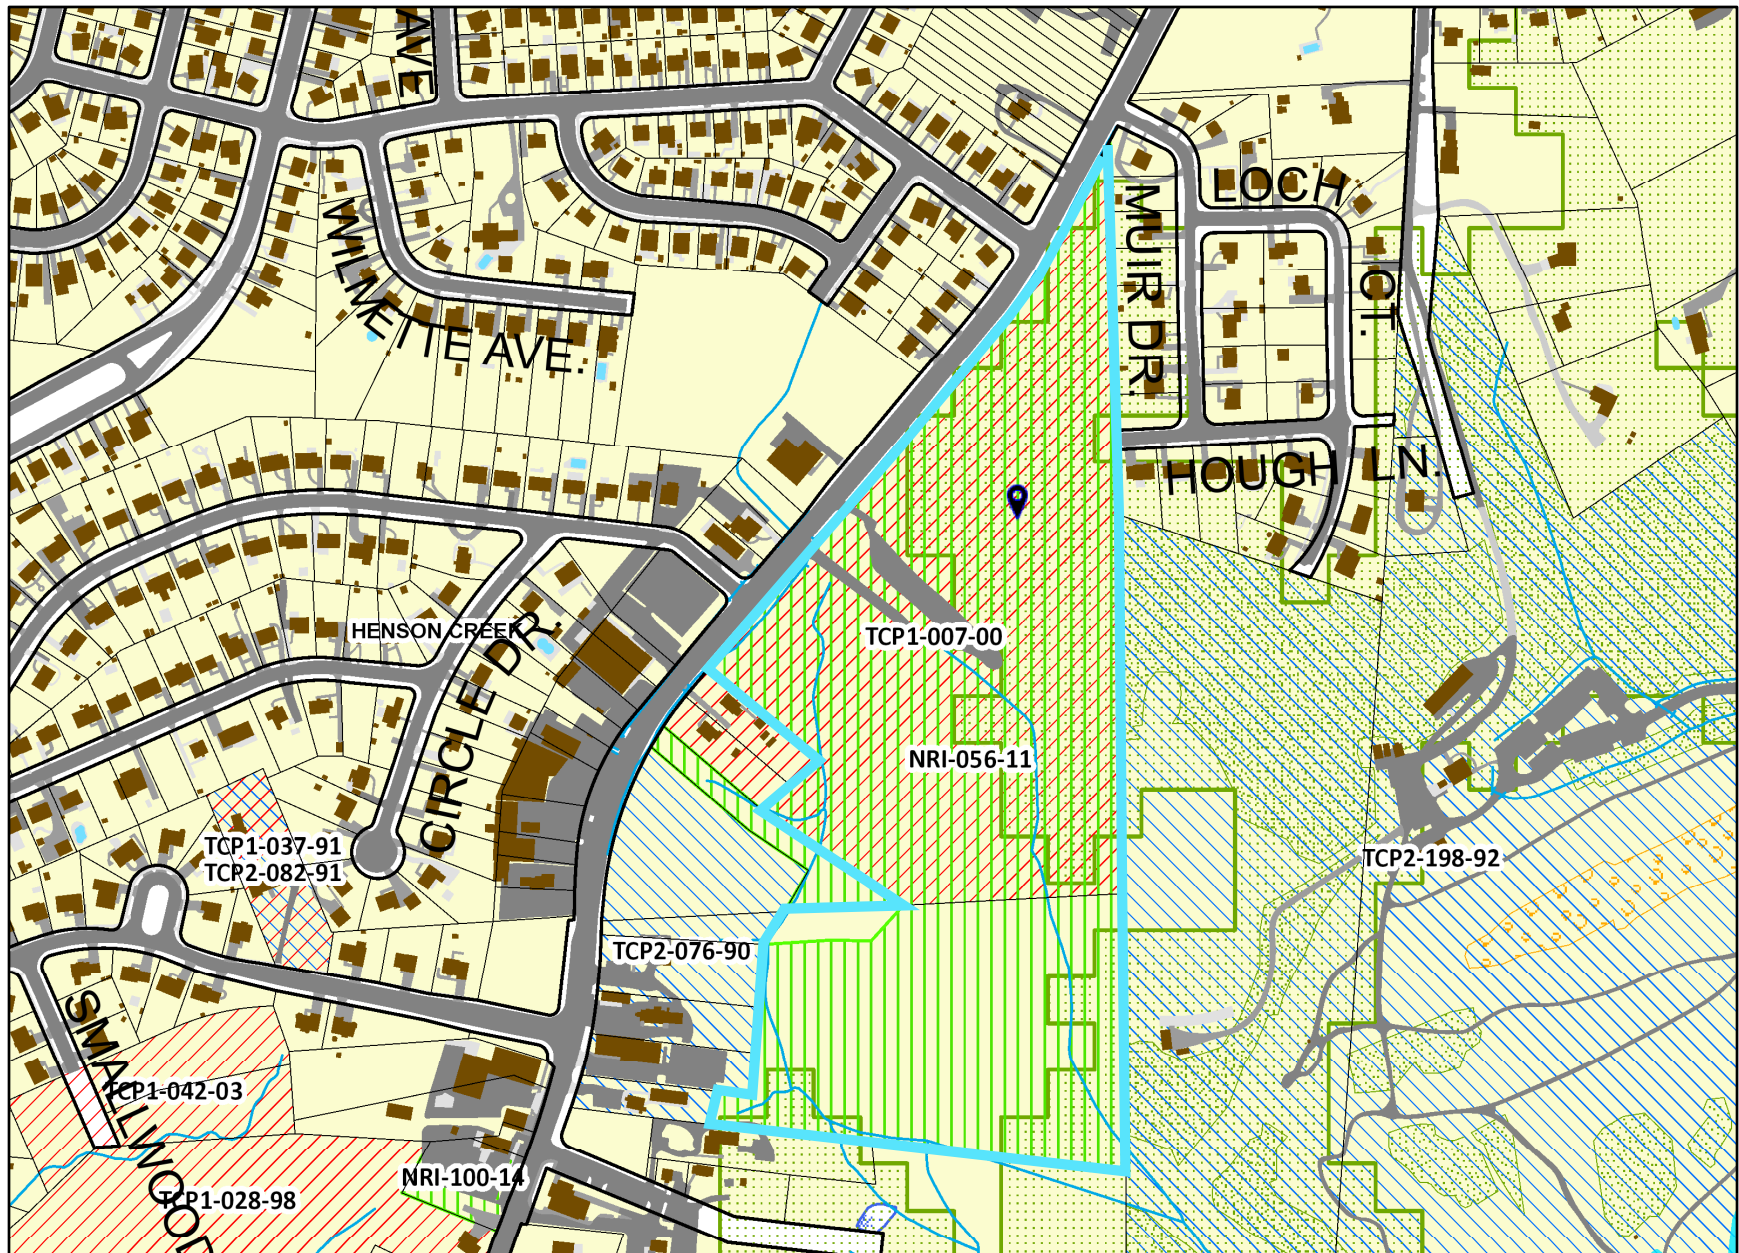 AVE
LOCH
MUIR DR.
WILMETTE AVE.
CT.
HOUGH LN.
HENSON CREEK
CIRCLE DR.
TCP1-007-00
NRI-056-11
TCP1-037-91
TCP2-082-91
TCP2-198-92
TCP2-076-90
SMALLWOOD
TCP1-042-03
NRI-100-14
TCP1-028-98